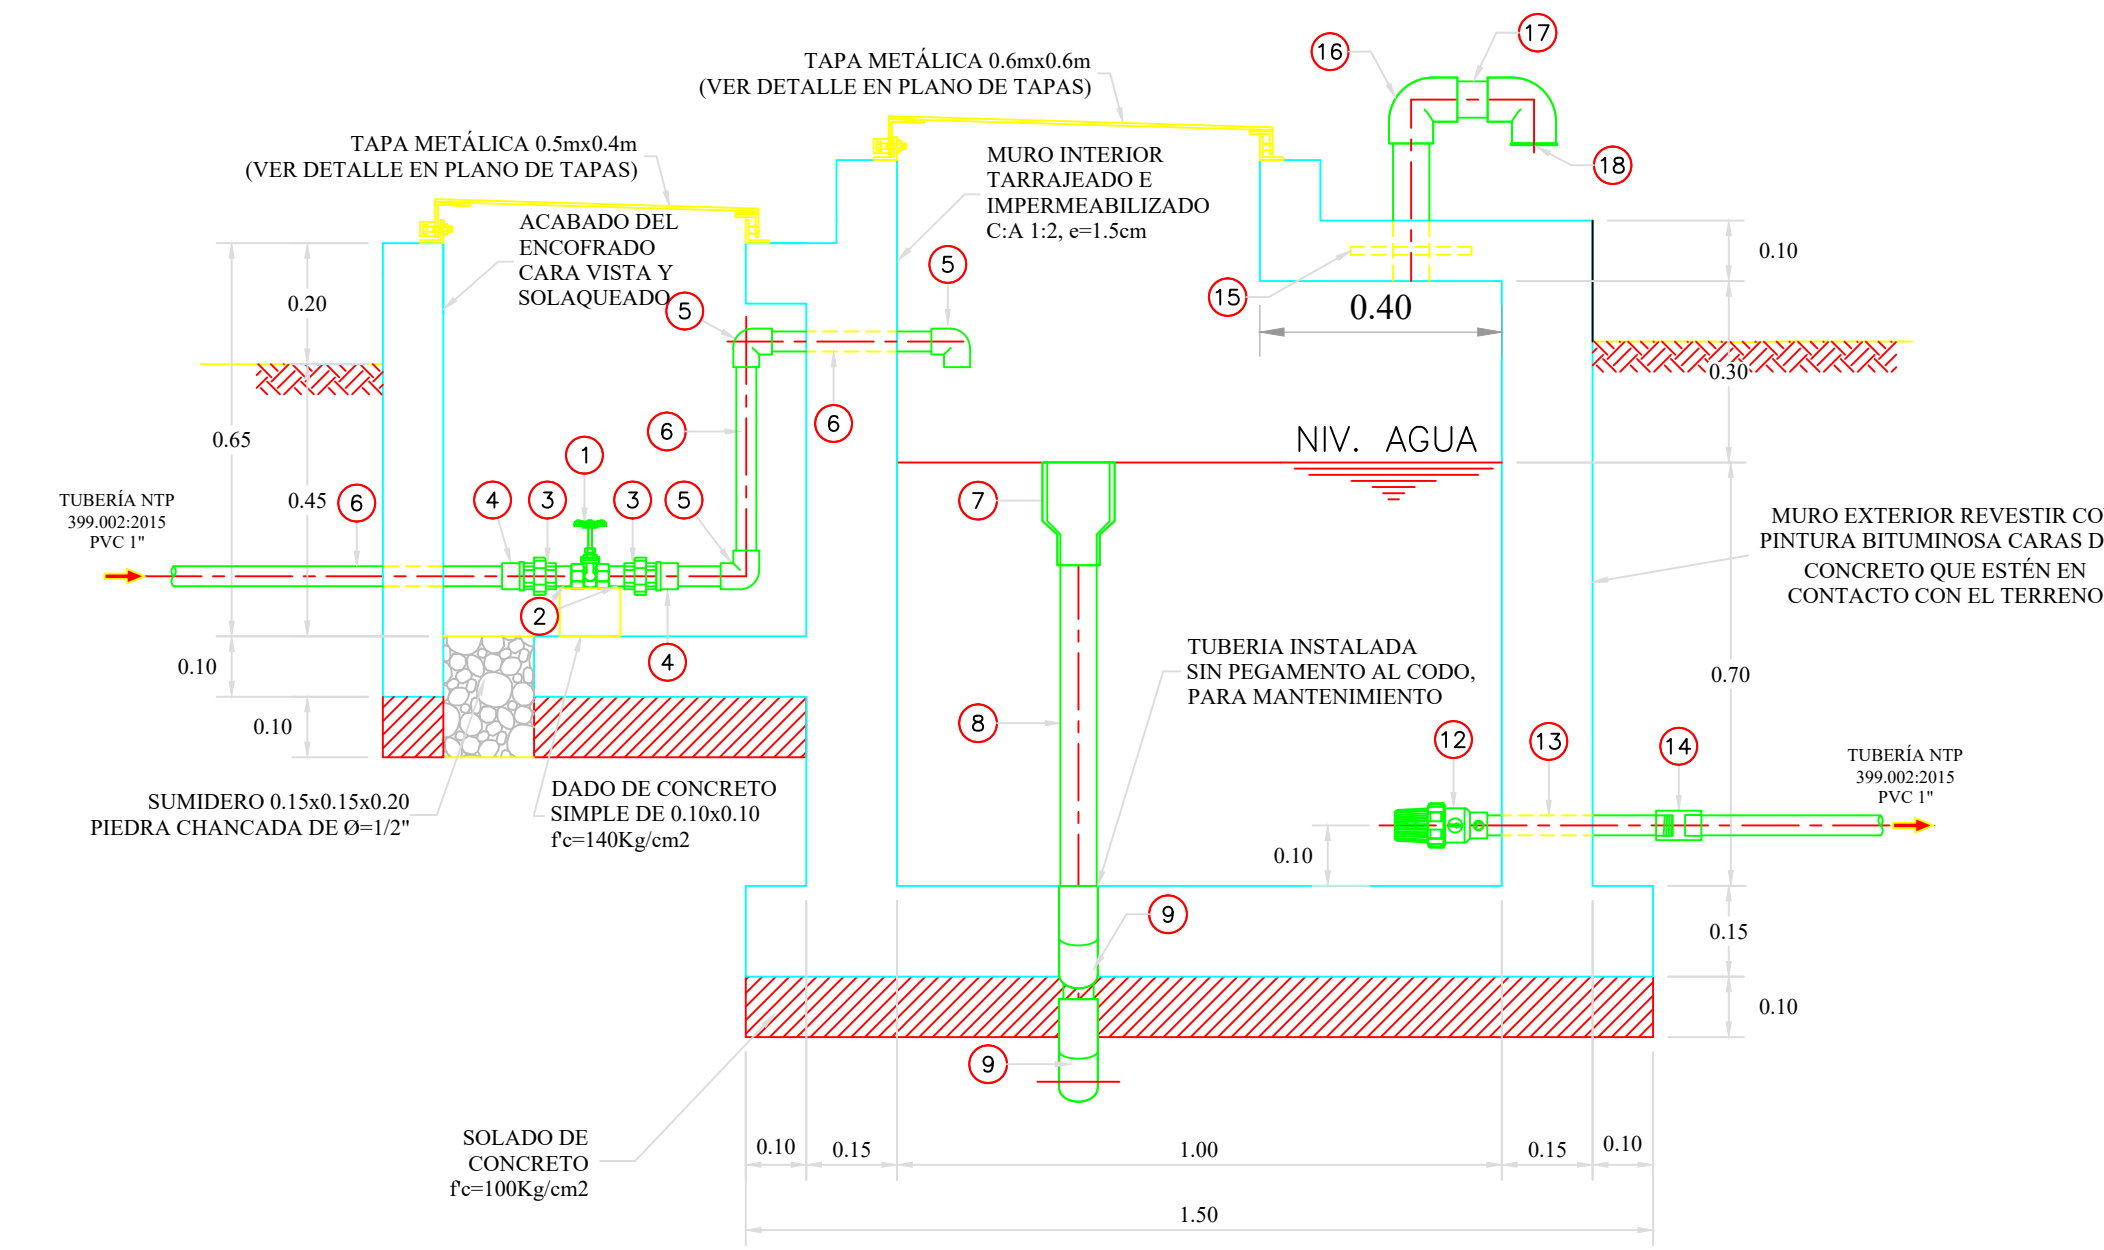 17
16
TAPA METÁLICA 0.6mx0.6m
(VER DETALLE EN PLANO DE TAPAS)
TAPA METÁLICA 0.5mx0.4m
(VER DETALLE EN PLANO DE TAPAS)
MURO INTERIOR
TARRAJEADO E
IMPERMEABILIZADO
C:A 1:2, e=1.5cm
18
ACABADO DEL
ENCOFRADO
CARA VISTA Y
SOLAQUEADO
0.10
5
15
0.20
5
0.40
0.30
6
6
0.65
NIV. AGUA
1
0.45
TUBERÍA NTP
399.002:2015
PVC 1"
6
4
3
3
5
7
MURO EXTERIOR REVESTIR CO
PINTURA BITUMINOSA CARAS D
CONCRETO QUE ESTÉN EN
CONTACTO CON EL TERRENO
2
4
0.10
TUBERIA INSTALADA
SIN PEGAMENTO AL CODO,
PARA MANTENIMIENTO
0.70
0.10
8
12
13
14
TUBERÍA NTP
399.002:2015
PVC 1"
SUMIDERO 0.15x0.15x0.20
PIEDRA CHANCADA DE Ø=1/2"
DADO DE CONCRETO
SIMPLE DE 0.10x0.10
f'c=140Kg/cm2
0.10
9
0.15
0.10
9
SOLADO DE
CONCRETO
f'c=100Kg/cm2
0.10
0.15
1.00
0.15
0.10
1.50